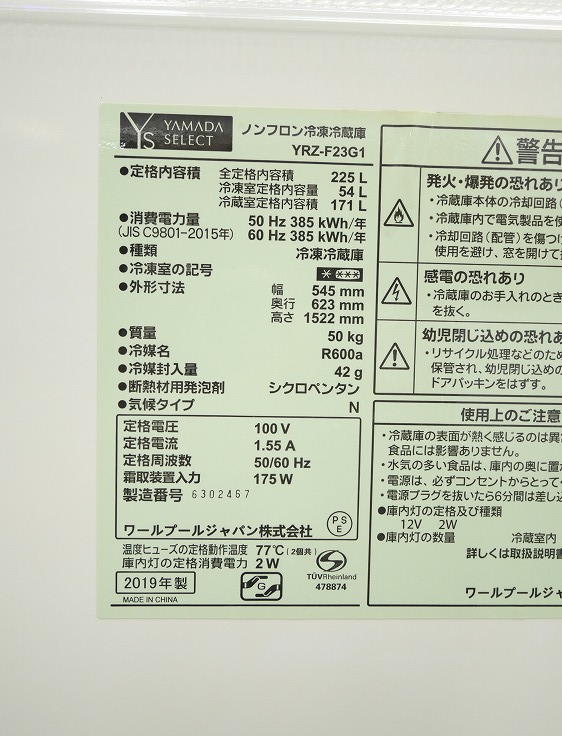 YS YAMADA SELECT
ノンフロン冷凍冷蔵庫
YRZ-F23G1
●定格内容積 全定格内容積 225 L
冷凍室定格内容量 54 L
冷蔵室定格内容積 171 L
●消費電力量 50 Hz 385 kWh/年
(JIS C9801-2015年) 60 Hz 385 kWh/年
●種類 冷凍冷蔵庫
●冷凍室の記号
●外形寸法 幅 545 mm
奥行 623 mm
高さ 1522 mm
●質量 50 kg
●冷媒名 R600a
●冷媒封入量 42 g
●断熱材用発泡剤 シクロペンタン
●気候タイプ N
定格電圧 100 V
定格電流 1.55 A
定格周波数 50/60 Hz
霜取装置入力 175 W
製造番号 6302467
ワールプールジャパン株式会社
PS E
温度ヒューズの定格動作温度 77℃ (2個共)
庫内灯の定格消費電力 2 W
2019年製
MADE IN CHINA
G
TÜVRheinland
478874
警告
発火・爆発の恐れあり
・冷蔵庫本体の冷却回路(
・冷蔵庫内で電気製品を使
・冷却回路(配管)を傷つ
使用を避け、窓を開けて
感電の恐れあり
・冷蔵庫のお手入れのとき
を抜く。
幼児閉じ込めの恐れあ
・リサイクル処理などのため
保管され、幼児閉じ込めの
ドアパッキンをはずす。
使用上のご注意
・冷蔵庫の表面が熱く感じるのは異
食品には影響ありません。
・水気の多い食品は、庫内の奥に置
・電源は、必ずコンセントからとって
・電源プラグを抜いたら6分間は差し
●庫内灯の定格及び種類
12V 2W
●庫内灯の数量 冷蔵室内
詳しくは取扱説明書
ワールプールジャ